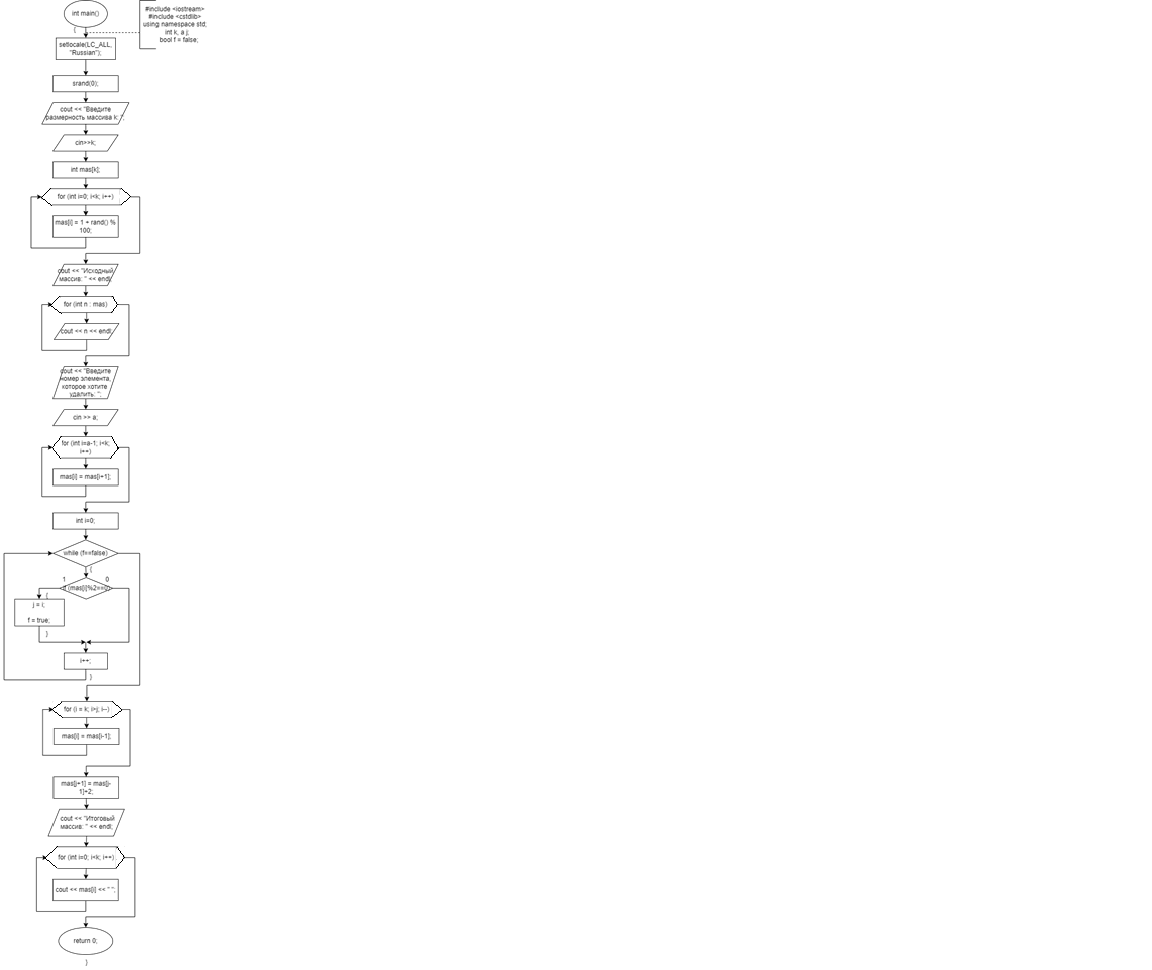 int main()
#include <iostream>
#include <cstdlib>
using namespace std;
int k, a j;
bool f = false;
{
setlocale(LC_ALL,
"Russian");
srand(0);
cout << "Введите
размерность массива k: ";
cin>>k;
int mas[k];
for (int i=0; i<k; i++)
mas[i] = 1 + rand() %
100;
cout << "Исходный
массив: " << endl;
for (int n : mas)
cout << n << endl;
cout << "Введите
номер элемента,
которое хотите
удалить: ";
cin >> a;
for (int i=a-1; i<k;
i++)
mas[i] = mas[i+1];
int i=0;
while (f==false)
{
1
0
if (mas[i]%2==0)
{
j = i;
f = true;
}
i++;
}
for (i = k; i>j; i--)
mas[i] = mas[i-1];
mas[j+1] = mas[j-
1]+2;
cout << "Итоговый
массив: " << endl;
for (int i=0; i<k; i++)
cout << mas[i] << " ";
return 0;
}